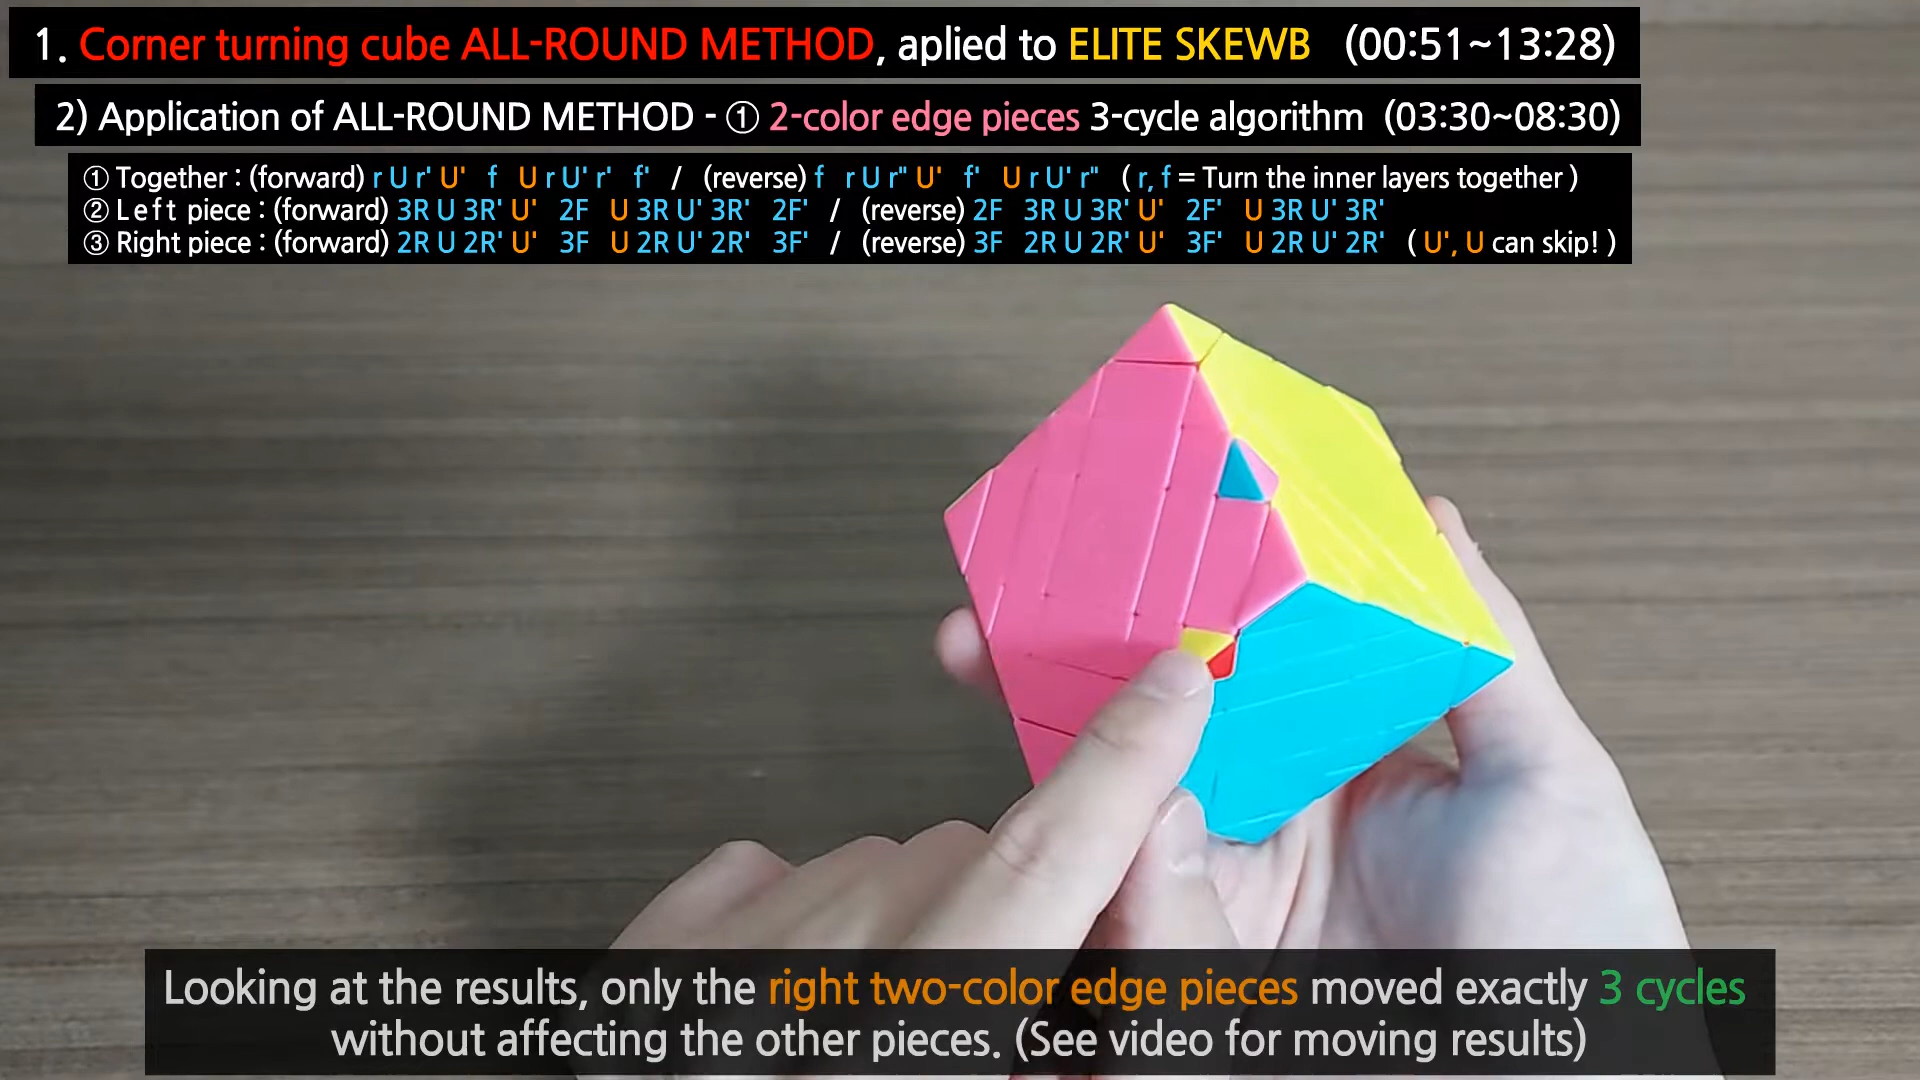 1. Corner turning cube ALL-ROUND METHOD, aplied to ELITE SKEWB (00:51~13:28)
2) Application of ALL-ROUND METHOD - ① 2-color edge pieces 3-cycle algorithm (03:30~08:30)
① Together : (forward) r U r' U' f U r U' r' f' / (reverse) f r U r" U' f' U r U' r" ( r, f = Turn the inner layers together )
② Left piece : (forward) 3R U 3R' U' 2F U 3R U' 3R' 2F' / (reverse) 2F 3R U 3R' U' 2F' U 3R U' 3R'
③ Right piece : (forward) 2R U 2R' U' 3F U 2R U' 2R' 3F' / (reverse) 3F 2R U 2R' U' 3F' U 2R U' 2R' ( U', U can skip! )
Looking at the results, only the right two-color edge pieces moved exactly 3 cycles
without affecting the other pieces. (See video for moving results)